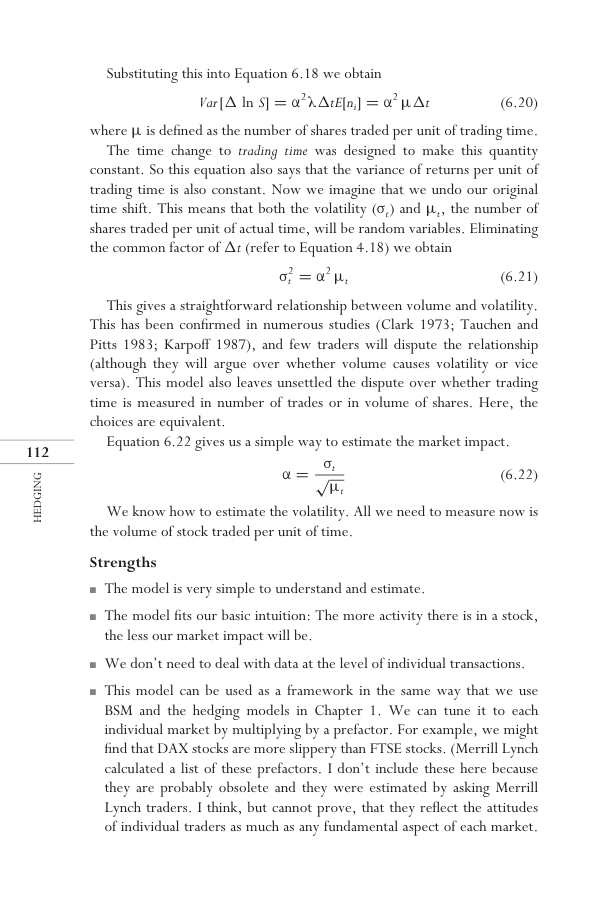 Substituting this into Equation 6.18 we obtain
Var[Δ ln S] = α²λΔtE[nᵢ] = α²μΔt (6.20)
where μ is defined as the number of shares traded per unit of trading time.
The time change to trading time was designed to make this quantity
constant. So this equation also says that the variance of returns per unit of
trading time is also constant. Now we imagine that we undo our original
time shift. This means that both the volatility (σₜ) and μₜ, the number of
shares traded per unit of actual time, will be random variables. Eliminating
the common factor of Δt (refer to Equation 4.18) we obtain
σₜ² = α²μₜ (6.21)
This gives a straightforward relationship between volume and volatility.
This has been confirmed in numerous studies (Clark 1973; Tauchen and
Pitts 1983; Karpoff 1987), and few traders will dispute the relationship
(although they will argue over whether volume causes volatility or vice
versa). This model also leaves unsettled the dispute over whether trading
time is measured in number of trades or in volume of shares. Here, the
choices are equivalent.
Equation 6.22 gives us a simple way to estimate the market impact.
α = σₜ / √μₜ (6.22)
We know how to estimate the volatility. All we need to measure now is
the volume of stock traded per unit of time.
Strengths
■ The model is very simple to understand and estimate.
■ The model fits our basic intuition: The more activity there is in a stock,
the less our market impact will be.
■ We don't need to deal with data at the level of individual transactions.
■ This model can be used as a framework in the same way that we use
BSM and the hedging models in Chapter 1. We can tune it to each
individual market by multiplying by a prefactor. For example, we might
find that DAX stocks are more slippery than FTSE stocks. (Merrill Lynch
calculated a list of these prefactors. I don't include these here because
they are probably obsolete and they were estimated by asking Merrill
Lynch traders. I think, but cannot prove, that they reflect the attitudes
of individual traders as much as any fundamental aspect of each market.
112
HEDGING